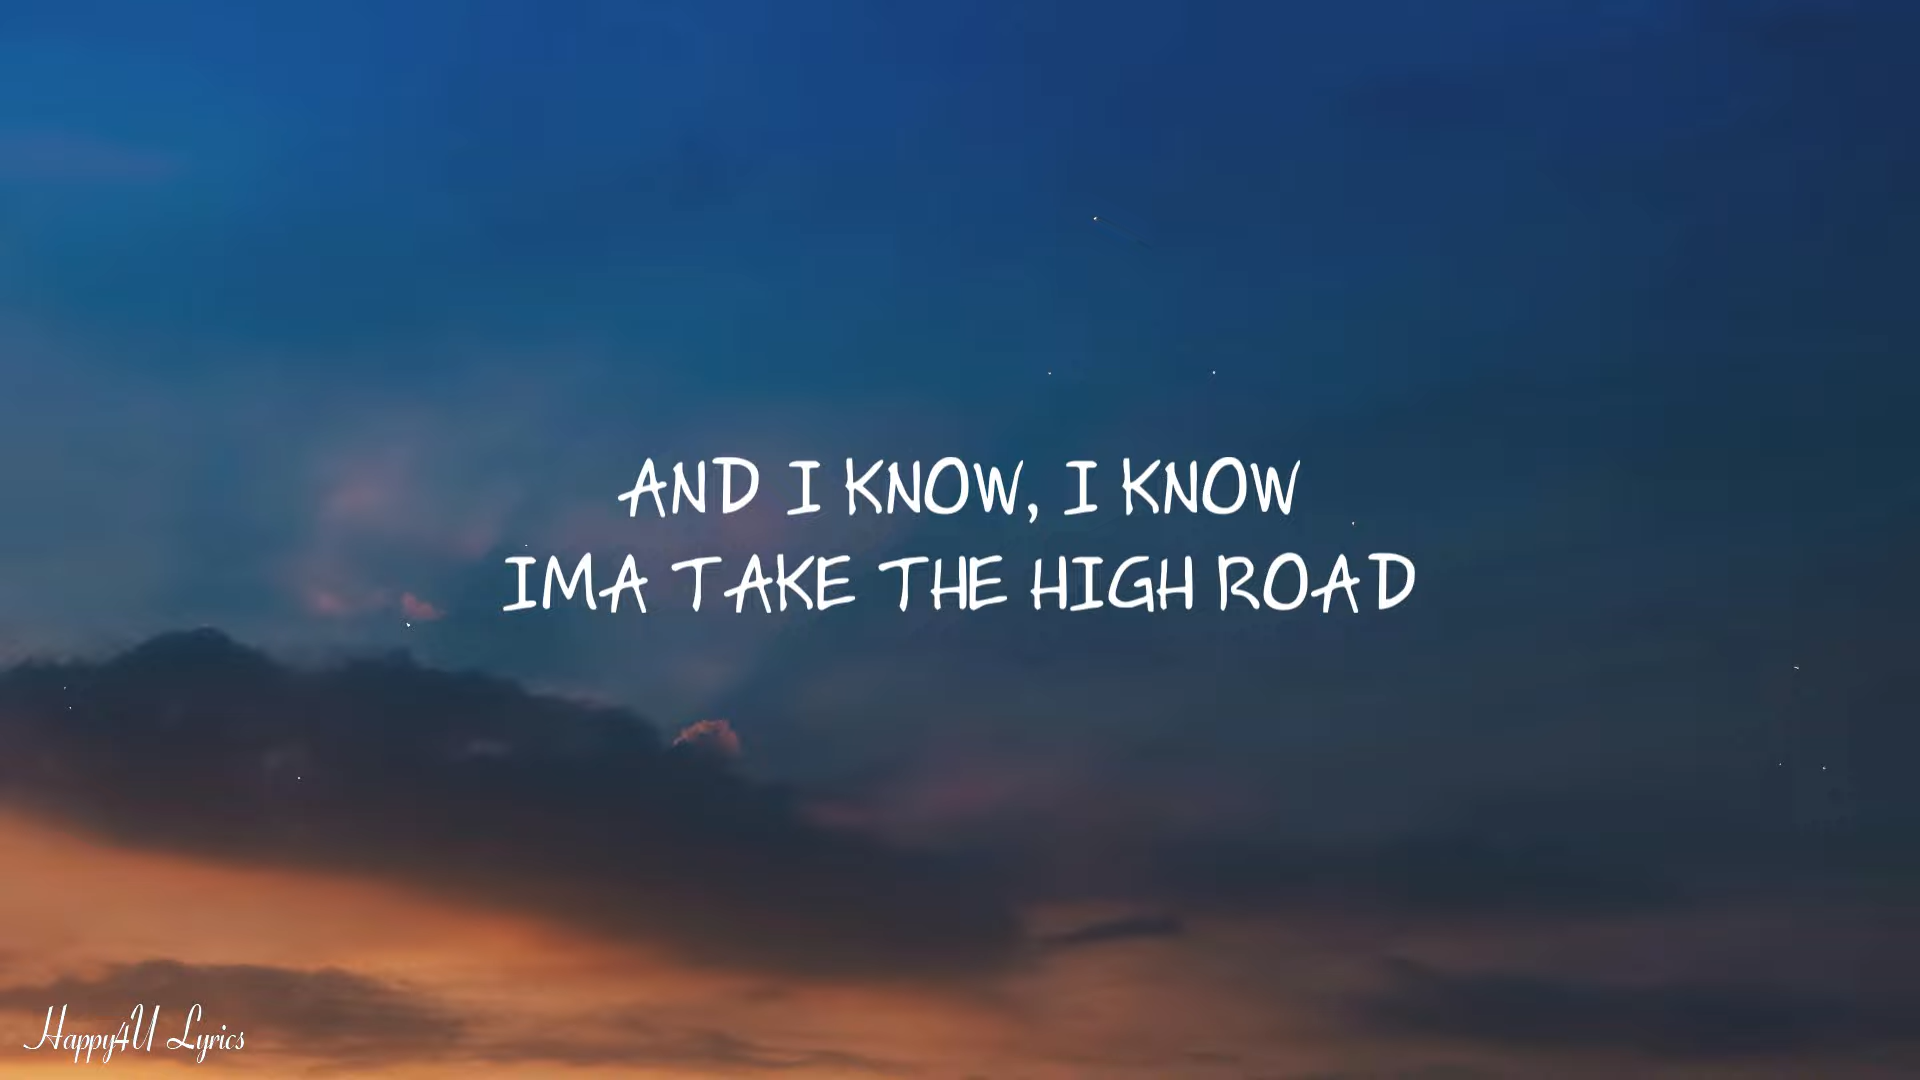 AND I KNOW, I KNOW
IMA TAKE THE HIGH ROAD
Happy4U Lyrics